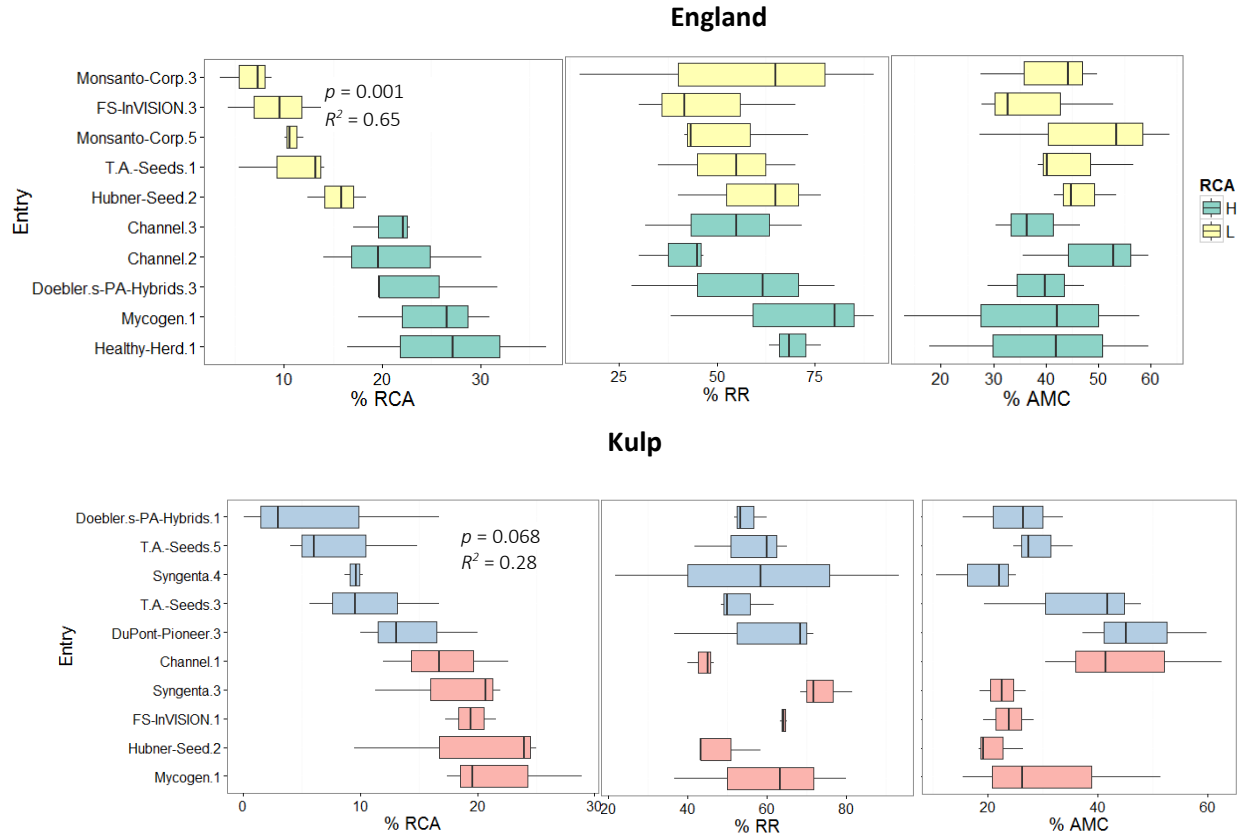 England
Entry
Monsanto-Corp.3
FS-InVISION.3
Monsanto-Corp.5
T.A.-Seeds.1
Hubner-Seed.2
Channel.3
Channel.2
Doebler.s-PA-Hybrids.3
Mycogen.1
Healthy-Herd.1
p = 0.001
R² = 0.65
10 20 30
% RCA
25 50 75
% RR
20 30 40 50 60
% AMC
RCA
H
L
Kulp
Entry
Doebler.s-PA-Hybrids.1
T.A.-Seeds.5
Syngenta.4
T.A.-Seeds.3
DuPont-Pioneer.3
Channel.1
Syngenta.3
FS-InVISION.1
Hubner-Seed.2
Mycogen.1
p = 0.068
R² = 0.28
0 10 20 30
% RCA
20 40 60 80
% RR
20 40 60
% AMC